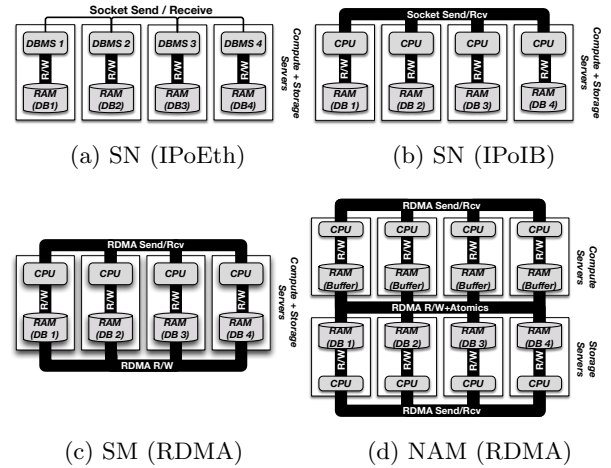 Socket Send / Receive
DBMS 1 DBMS 2 DBMS 3 DBMS 4
R/W R/W R/W R/W
RAM RAM RAM RAM
(DB1) (DB2) (DB3) (DB4)
Compute + Storage
Servers
(a) SN (IPoEth)
Socket Send/Rcv
CPU CPU CPU CPU
R/W R/W R/W R/W
RAM RAM RAM RAM
(DB 1) (DB 2) (DB 3) (DB 4)
Compute + Storage
Servers
(b) SN (IPoIB)
RDMA Send/Rcv
CPU CPU CPU CPU
R/W R/W R/W R/W
RAM RAM RAM RAM
(DB 1) (DB 2) (DB 3) (DB 4)
RDMA R/W
Compute + Storage
Servers
(c) SM (RDMA)
RDMA Send/Rcv
CPU CPU CPU CPU
R/W R/W R/W R/W
RAM RAM RAM RAM
(Buffer) (Buffer) (Buffer) (Buffer)
Compute
Servers
RDMA R/W+Atomics
RAM RAM RAM RAM
(DB 1) (DB 2) (DB 3) (DB 4)
R/W R/W R/W R/W
CPU CPU CPU CPU
Storage
Servers
RDMA Send/Rcv
(d) NAM (RDMA)